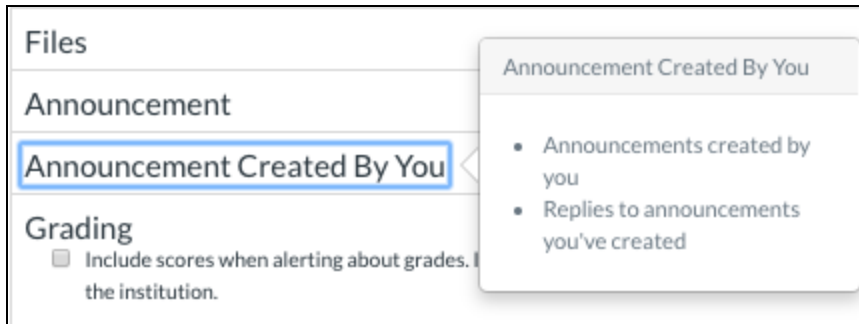 Files
Announcement
Announcement Created By You
Grading
Include scores when alerting about grades.
the institution.
Announcement Created By You
Announcements created by
you
Replies to announcements
you've created